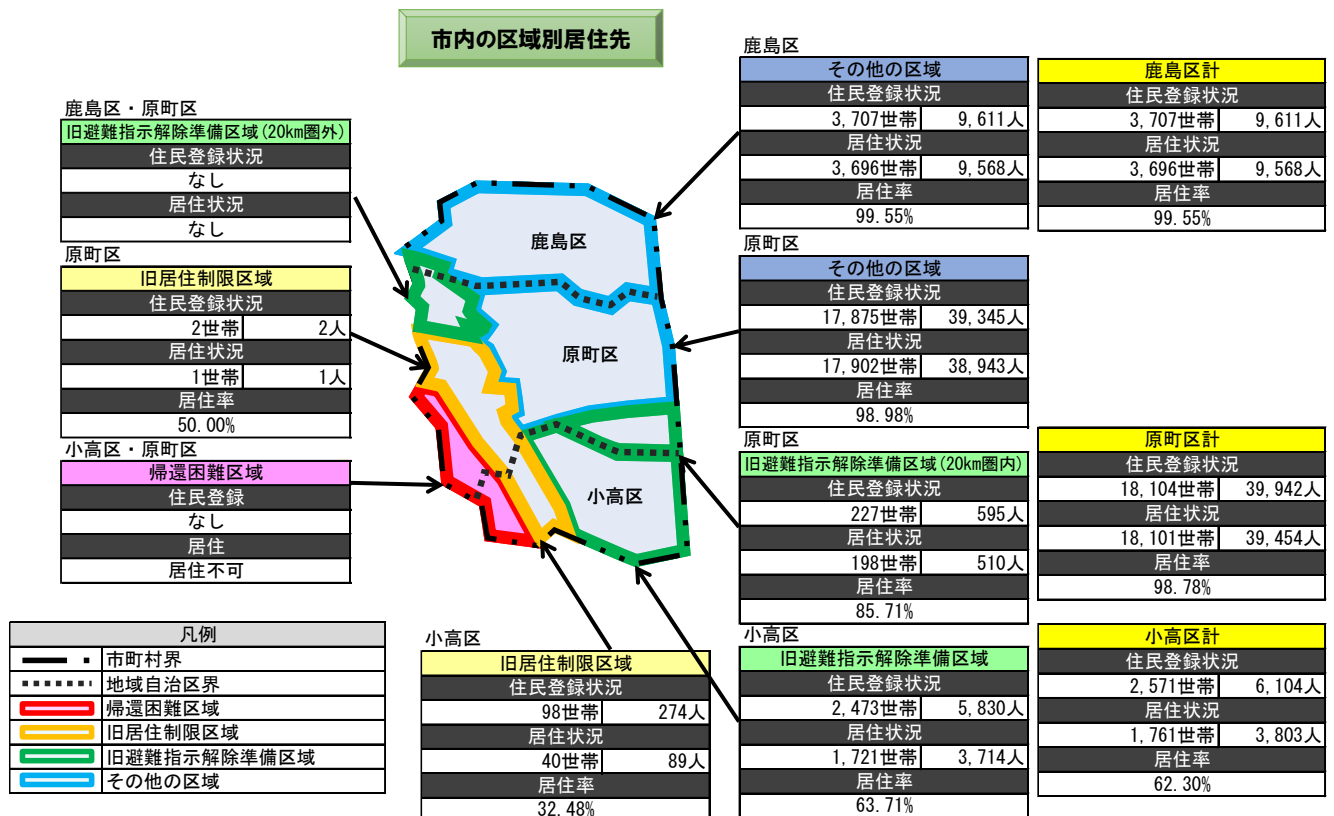 市内の区域別居住先
鹿島区・原町区
旧避難指示解除準備区域(20km圏外)
住民登録状況
なし
居住状況
なし
原町区
旧居住制限区域
住民登録状況
2世帯 2人
居住状況
1世帯 1人
居住率
50.00%
小高区・原町区
帰還困難区域
住民登録
なし
居住
居住不可
鹿島区
原町区
小高区
鹿島区
その他の区域
住民登録状況
3,707世帯 9,611人
居住状況
3,696世帯 9,568人
居住率
99.55%
鹿島区計
住民登録状況
3,707世帯 9,611人
居住状況
3,696世帯 9,568人
居住率
99.55%
原町区
その他の区域
住民登録状況
17,875世帯 39,345人
居住状況
17,902世帯 38,943人
居住率
98.98%
原町区
旧避難指示解除準備区域(20km圏内)
住民登録状況
227世帯 595人
居住状況
198世帯 510人
居住率
85.71%
原町区計
住民登録状況
18,104世帯 39,942人
居住状況
18,101世帯 39,454人
居住率
98.78%
凡例
市町村界
地域自治区界
帰還困難区域
旧居住制限区域
旧避難指示解除準備区域
その他の区域
小高区
旧居住制限区域
住民登録状況
98世帯 274人
居住状況
40世帯 89人
居住率
32.48%
小高区
旧避難指示解除準備区域
住民登録状況
2,473世帯 5,830人
居住状況
1,721世帯 3,714人
居住率
63.71%
小高区計
住民登録状況
2,571世帯 6,104人
居住状況
1,761世帯 3,803人
居住率
62.30%